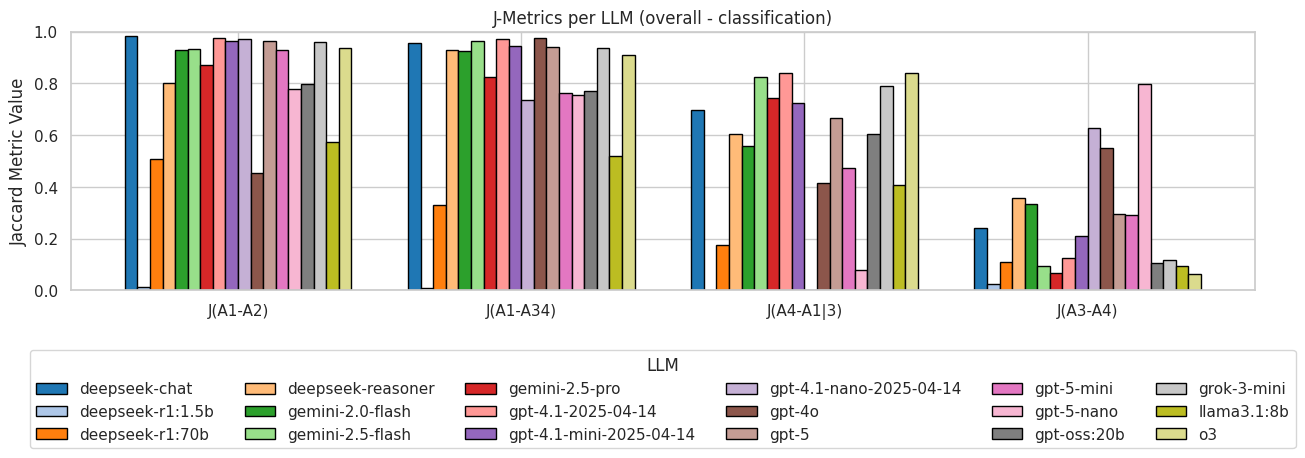 J-Metrics per LLM (overall - classification)
Jaccard Metric Value
1.0
0.8
0.6
0.4
0.2
0.0
J(A1-A2)
J(A1-A34)
J(A4-A1|3)
J(A3-A4)
LLM
deepseek-chat
deepseek-r1:1.5b
deepseek-r1:70b
deepseek-reasoner
gemini-2.0-flash
gemini-2.5-flash
gemini-2.5-pro
gpt-4.1-2025-04-14
gpt-4.1-mini-2025-04-14
gpt-4.1-nano-2025-04-14
gpt-4o
gpt-5
gpt-5-mini
gpt-5-nano
gpt-oss:20b
grok-3-mini
llama3.1:8b
o3